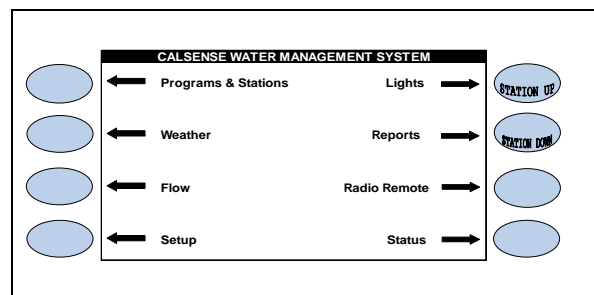 CALSENSE WATER MANAGEMENT SYSTEM
Programs & Stations
Lights
STATION UP
Weather
Reports
STATION DOWN
Flow
Radio Remote
Setup
Status